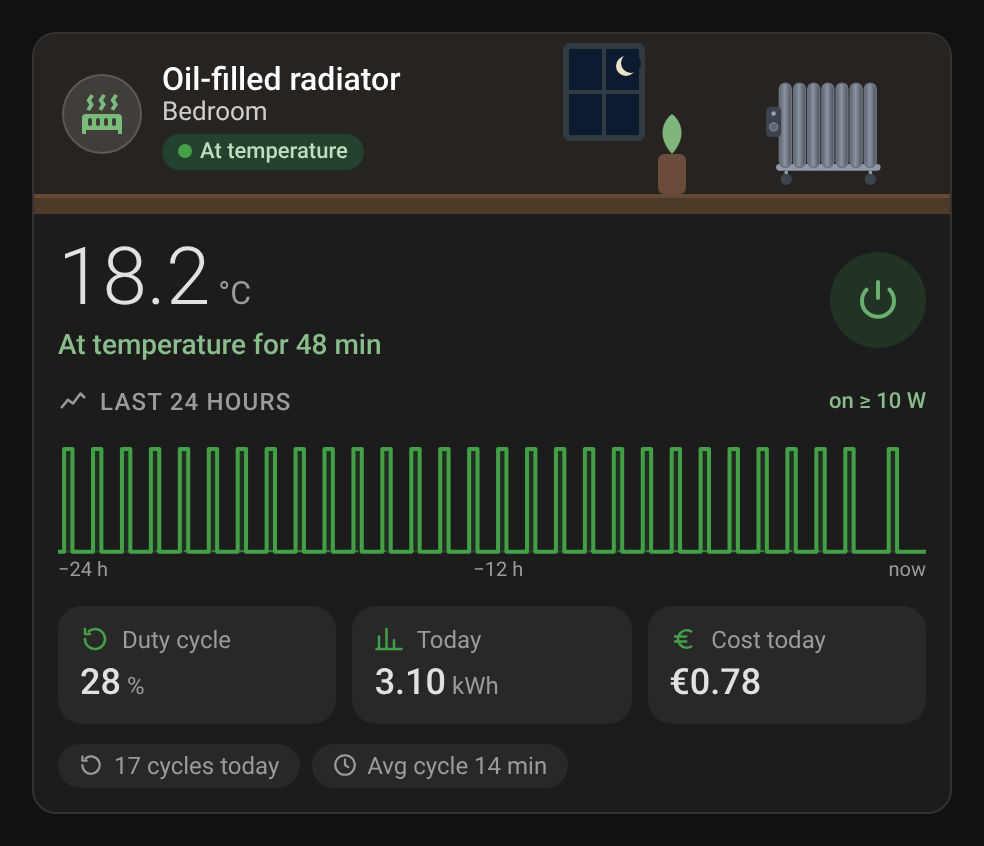 Oil-filled radiator
Bedroom
At temperature
18.2 °C
At temperature for 48 min
LAST 24 HOURS
on ≥ 10 W
−24 h
−12 h
now
Duty cycle
28 %
Today
3.10 kWh
€ Cost today
€0.78
17 cycles today
Avg cycle 14 min